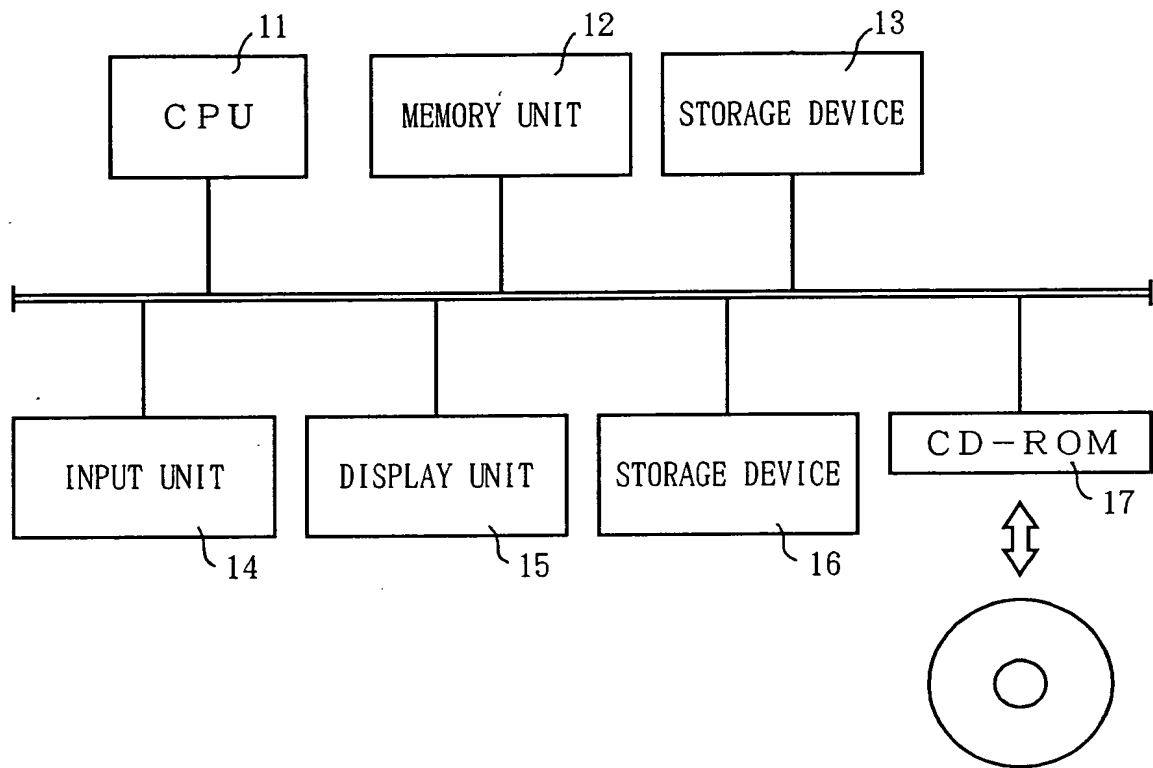 11
12
13
CPU
MEMORY UNIT
STORAGE DEVICE
INPUT UNIT
DISPLAY UNIT
STORAGE DEVICE
CD-ROM
14
15
16
17